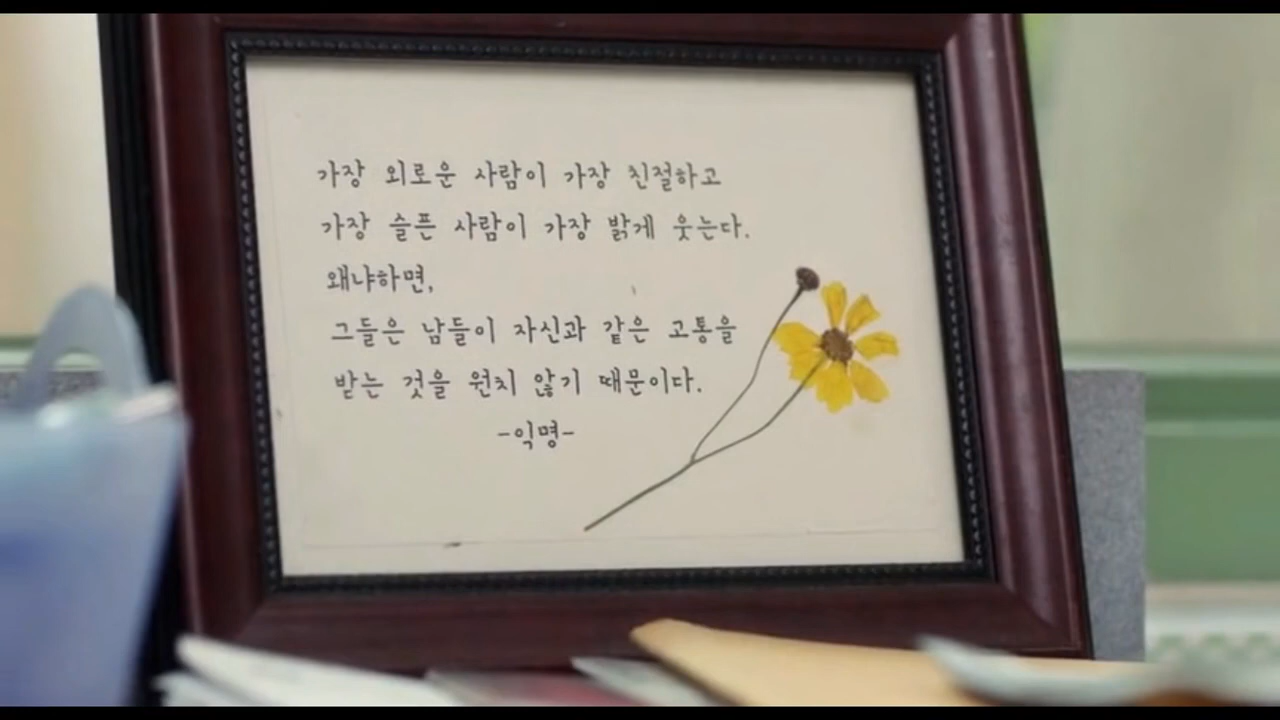 가장 외로운 사람이 가장 친절하고
가장 슬픈 사람이 가장 밝게 웃는다.
왜냐하면,
그들은 남들이 자신과 같은 고통을
받는 것을 원치 않기 때문이다.
-익명-